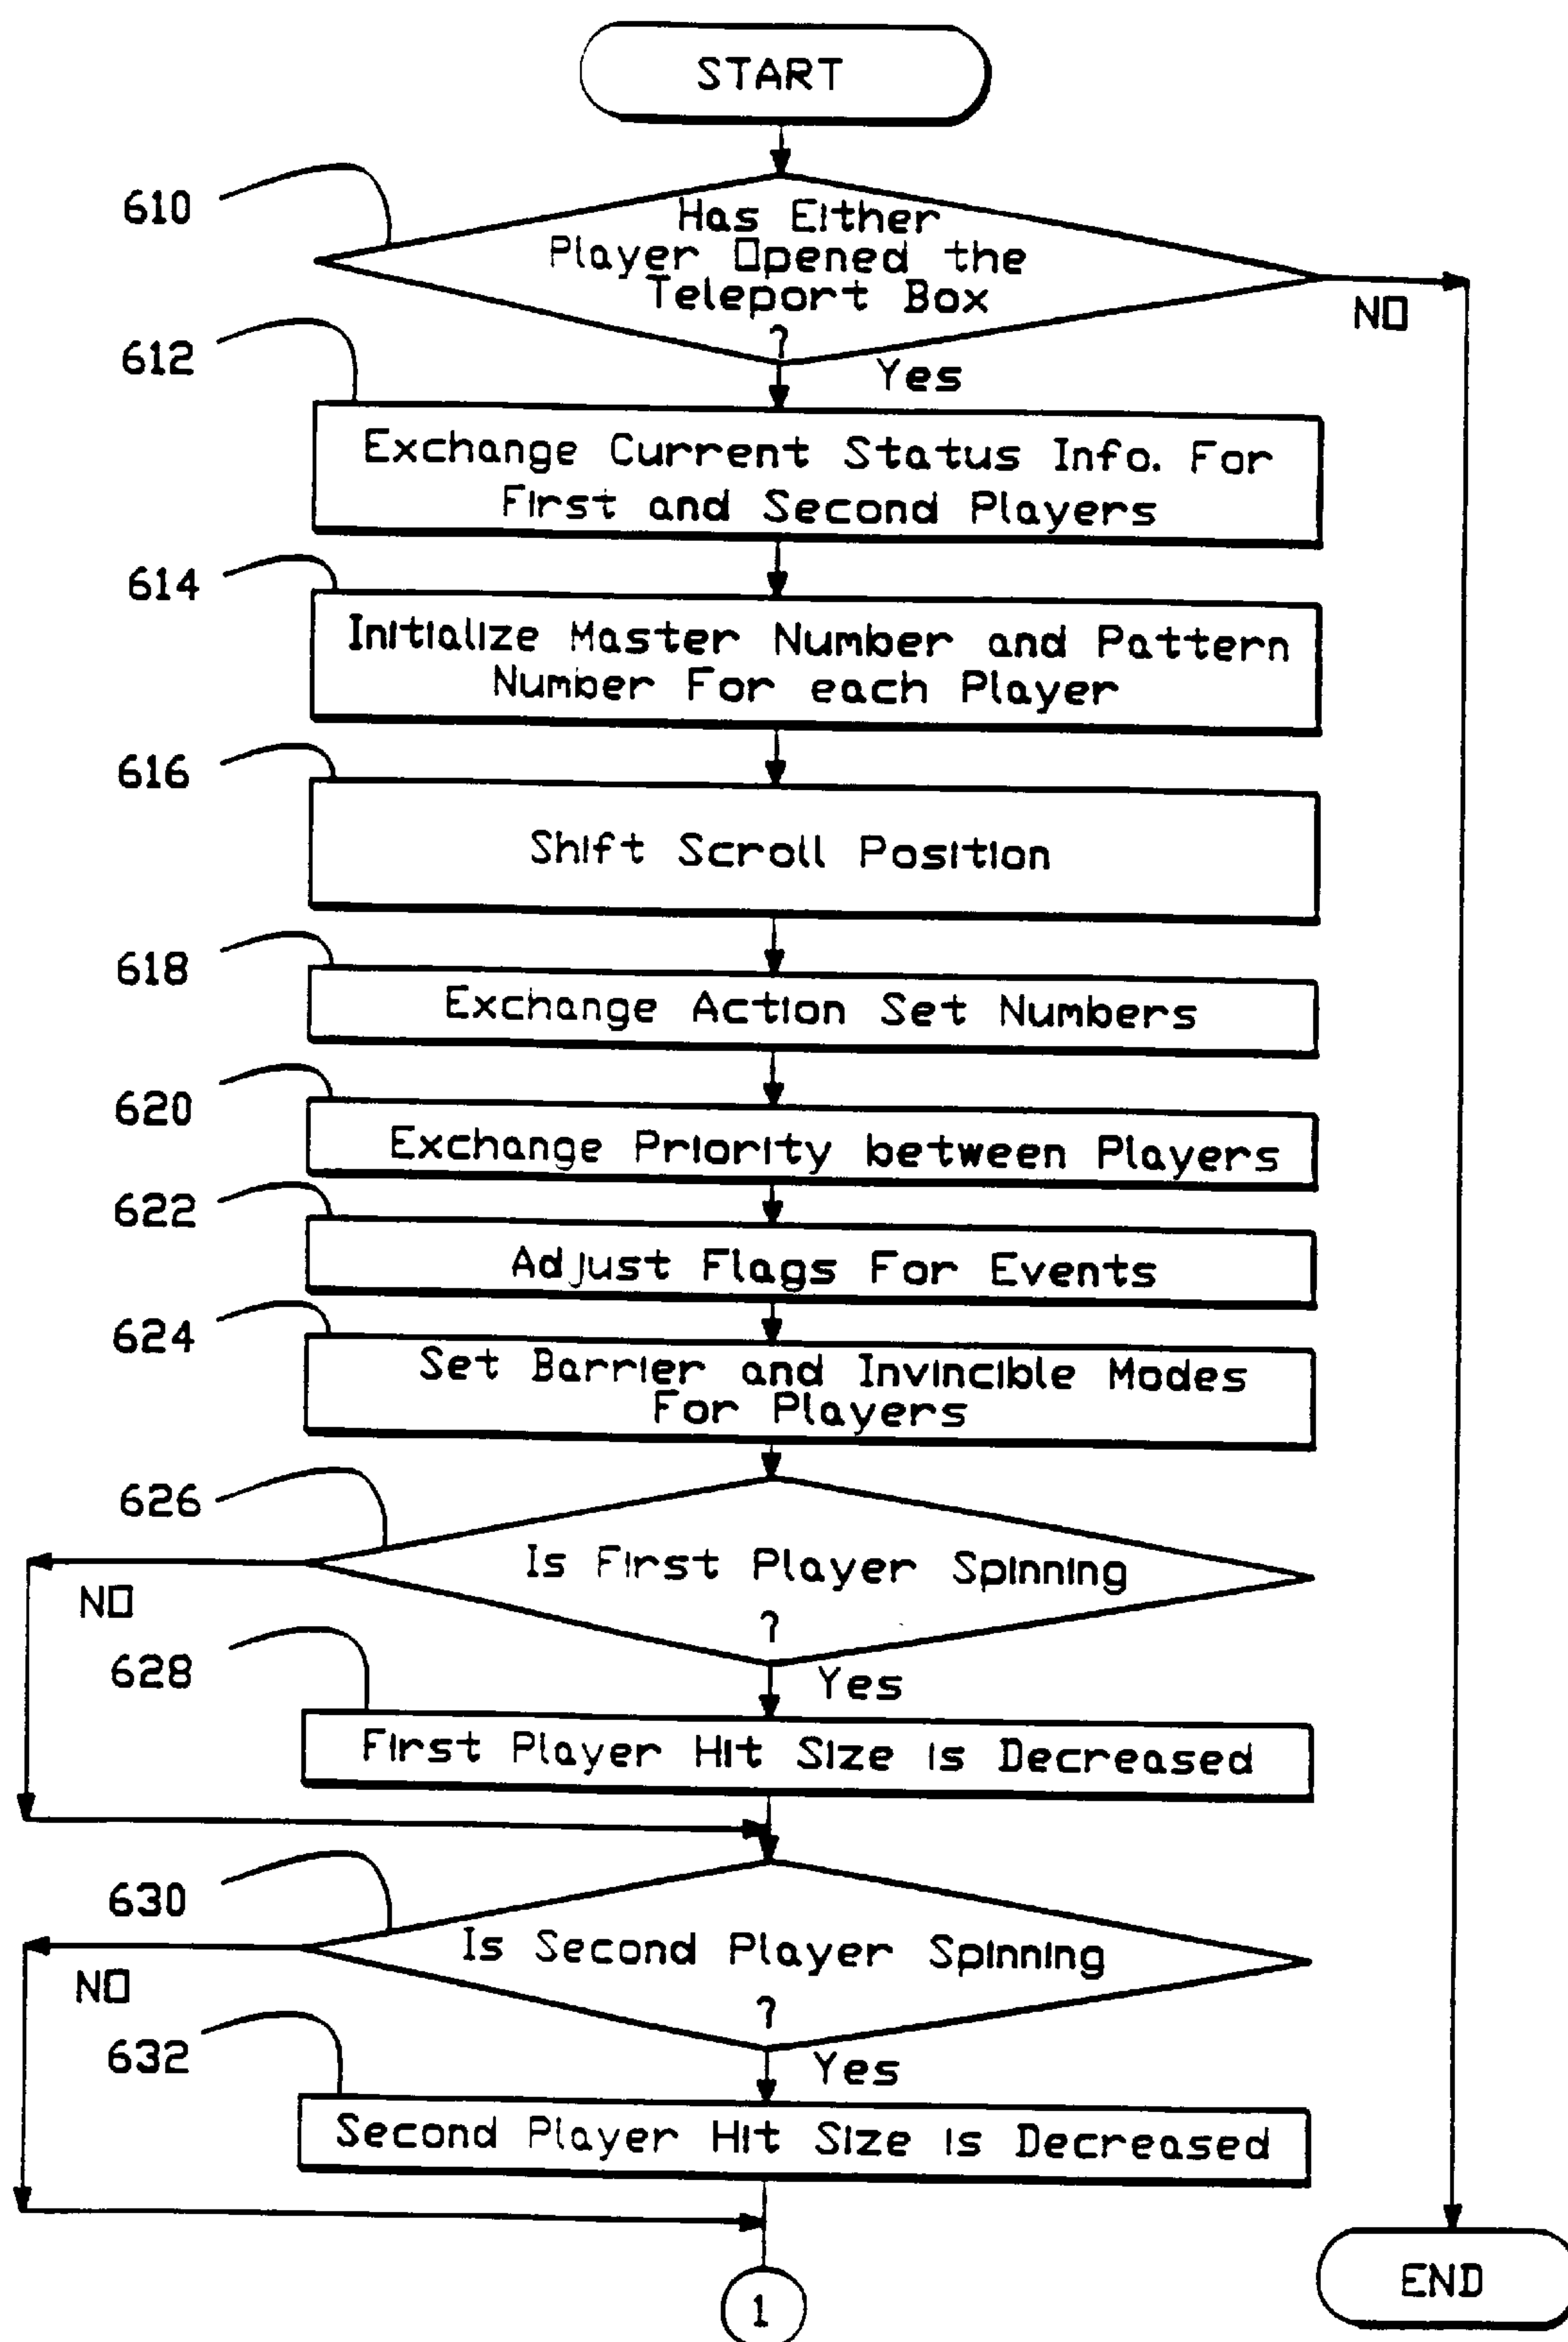 START
610
Has Either
Player Opened the
Teleport Box
?
NO
Yes
612
Exchange Current Status Info. For
First and Second Players
614
Initialize Master Number and Pattern
Number For each Player
616
Shift Scroll Position
618
Exchange Action Set Numbers
620
Exchange Priority between Players
622
Adjust Flags For Events
624
Set Barrier and Invincible Modes
For Players
626
Is First Player Spinning
?
NO
Yes
628
First Player Hit Size is Decreased
630
Is Second Player Spinning
?
NO
Yes
632
Second Player Hit Size is Decreased
1
END